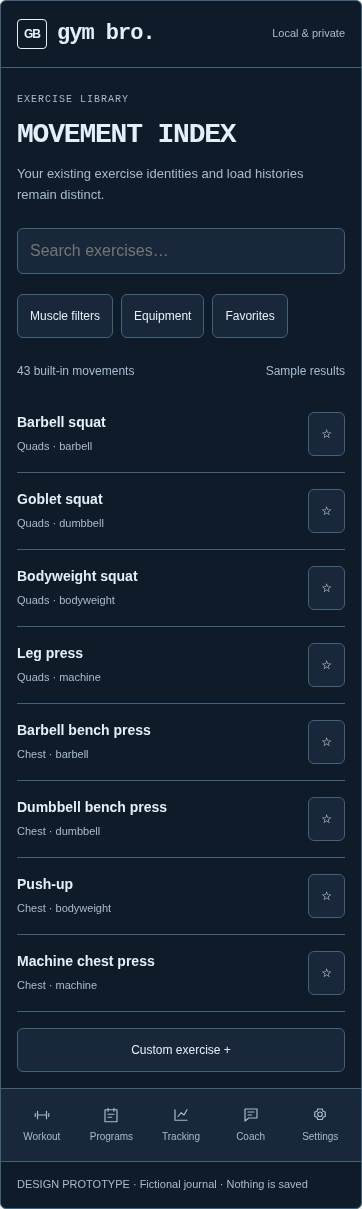 GB gym bro. Local & private
EXERCISE LIBRARY
MOVEMENT INDEX
Your existing exercise identities and load histories
remain distinct.
Search exercises…
Muscle filters Equipment Favorites
43 built-in movements Sample results
Barbell squat
Quads · barbell
Goblet squat
Quads · dumbbell
Bodyweight squat
Quads · bodyweight
Leg press
Quads · machine
Barbell bench press
Chest · barbell
Dumbbell bench press
Chest · dumbbell
Push-up
Chest · bodyweight
Machine chest press
Chest · machine
Custom exercise +
Workout Programs Tracking Coach Settings
DESIGN PROTOTYPE · Fictional journal · Nothing is saved